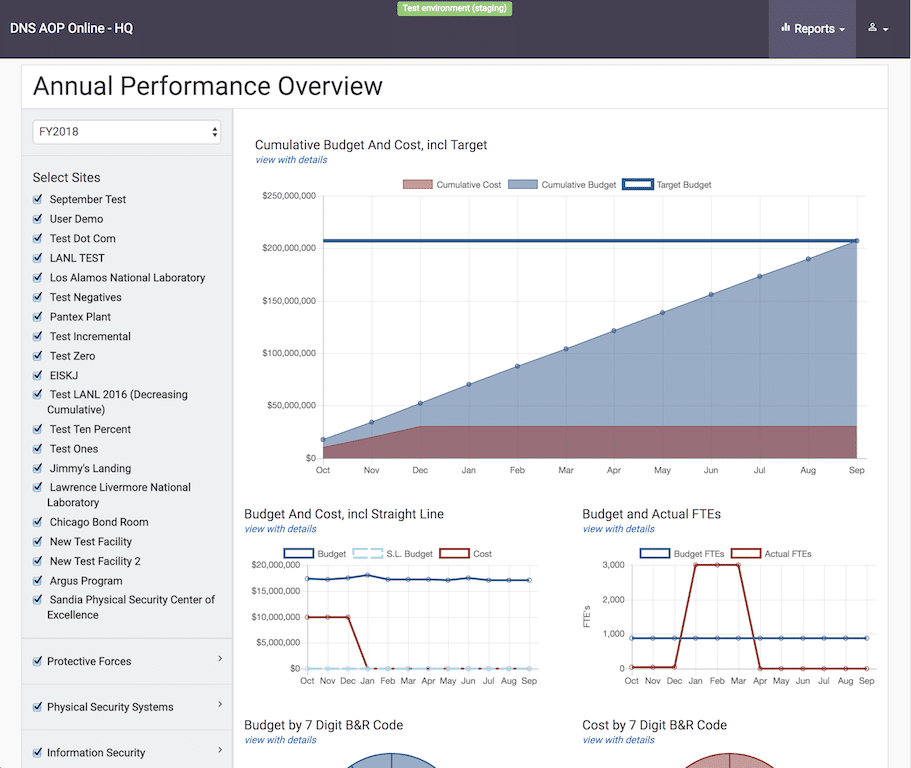 Test environment (staging)
DNS AOP Online - HQ
Reports
Annual Performance Overview
FY2018
Select Sites
September Test
User Demo
Test Dot Com
LANL TEST
Los Alamos National Laboratory
Test Negatives
Pantex Plant
Test Incremental
Test Zero
EISKJ
Test LANL 2016 (Decreasing
Cumulative)
Test Ten Percent
Test Ones
Jimmy's Landing
Lawrence Livermore National
Laboratory
Chicago Bond Room
New Test Facility
New Test Facility 2
Argus Program
Sandia Physical Security Center of
Excellence
Protective Forces
Physical Security Systems
Information Security
Cumulative Budget And Cost, incl Target
view with details
Cumulative Cost Cumulative Budget Target Budget
$250,000,000
$200,000,000
$150,000,000
$100,000,000
$50,000,000
$0
Oct Nov Dec Jan Feb Mar Apr May Jun Jul Aug Sep
Budget And Cost, incl Straight Line
view with details
Budget S.L. Budget Cost
$20,000,000
$15,000,000
$10,000,000
$5,000,000
$0
Oct Nov Dec Jan Feb Mar Apr May Jun Jul Aug Sep
Budget and Actual FTEs
view with details
Budget FTEs Actual FTEs
FTE's
3,000
2,000
1,000
0
Oct Nov Dec Jan Feb Mar Apr May Jun Jul Aug Sep
Budget by 7 Digit B&R Code
view with details
Cost by 7 Digit B&R Code
view with details